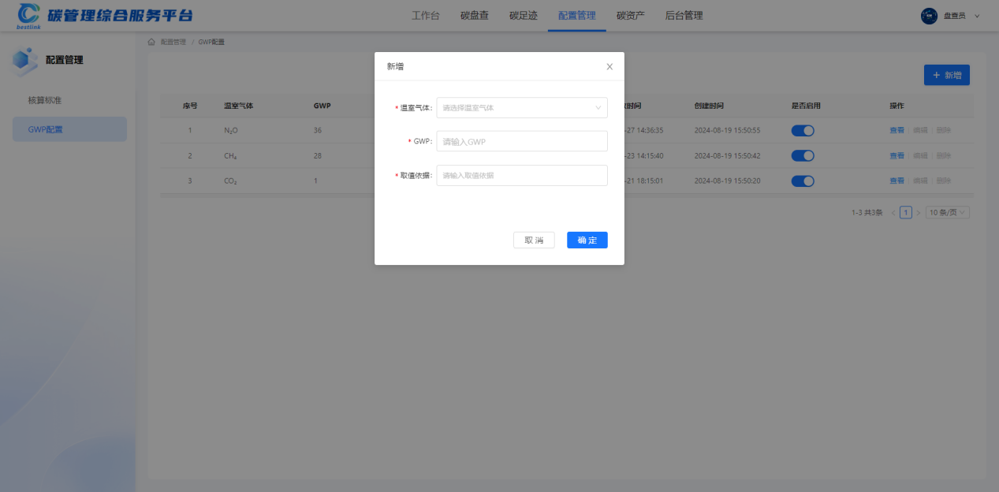 碳管理综合服务平台
bestlink
工作台 碳盘查 碳足迹 配置管理 碳资产 后台管理
盘查员
配置管理 / GWP配置
配置管理
核算标准
GWP配置
+ 新增
序号 温室气体 GWP 时间 创建时间 是否启用 操作
1 N₂O 36 -27 14:36:35 2024-08-19 15:50:55 查看 编辑 删除
2 CH₄ 28 -23 14:15:40 2024-08-19 15:50:42 查看 编辑 删除
3 CO₂ 1 -21 18:15:01 2024-08-19 15:50:20 查看 编辑 删除
1-3 共3条 < 1 > 10 条/页
新增
* 温室气体: 请选择温室气体
* GWP: 请输入GWP
* 取值依据: 请输入取值依据
取 消 确 定